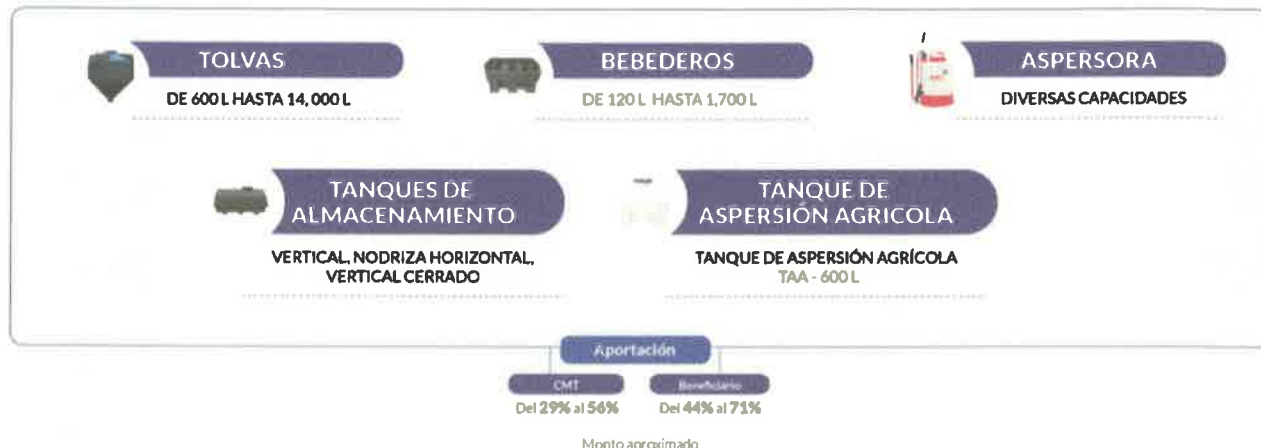 TOLVAS
DE 600 L HASTA 14,000 L
BEBEDEROS
DE 120 L HASTA 1,700 L
ASPERSORA
DIVERSAS CAPACIDADES
TANQUES DE
ALMACENAMIENTO
VERTICAL, NODRIZA HORIZONTAL,
VERTICAL CERRADO
TANQUE DE
ASPERSIÓN AGRICOLA
TANQUE DE ASPERSIÓN AGRÍCOLA
TAA - 600 L
Aportación
CMT
Del 29% al 56%
Beneficiario
Del 44% al 71%
Monto aproximado